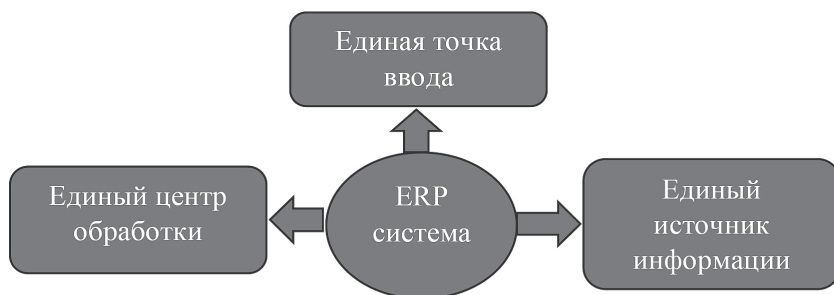 Единая точка
ввода
Единый центр
обработки
ERP
система
Единый
источник
информации